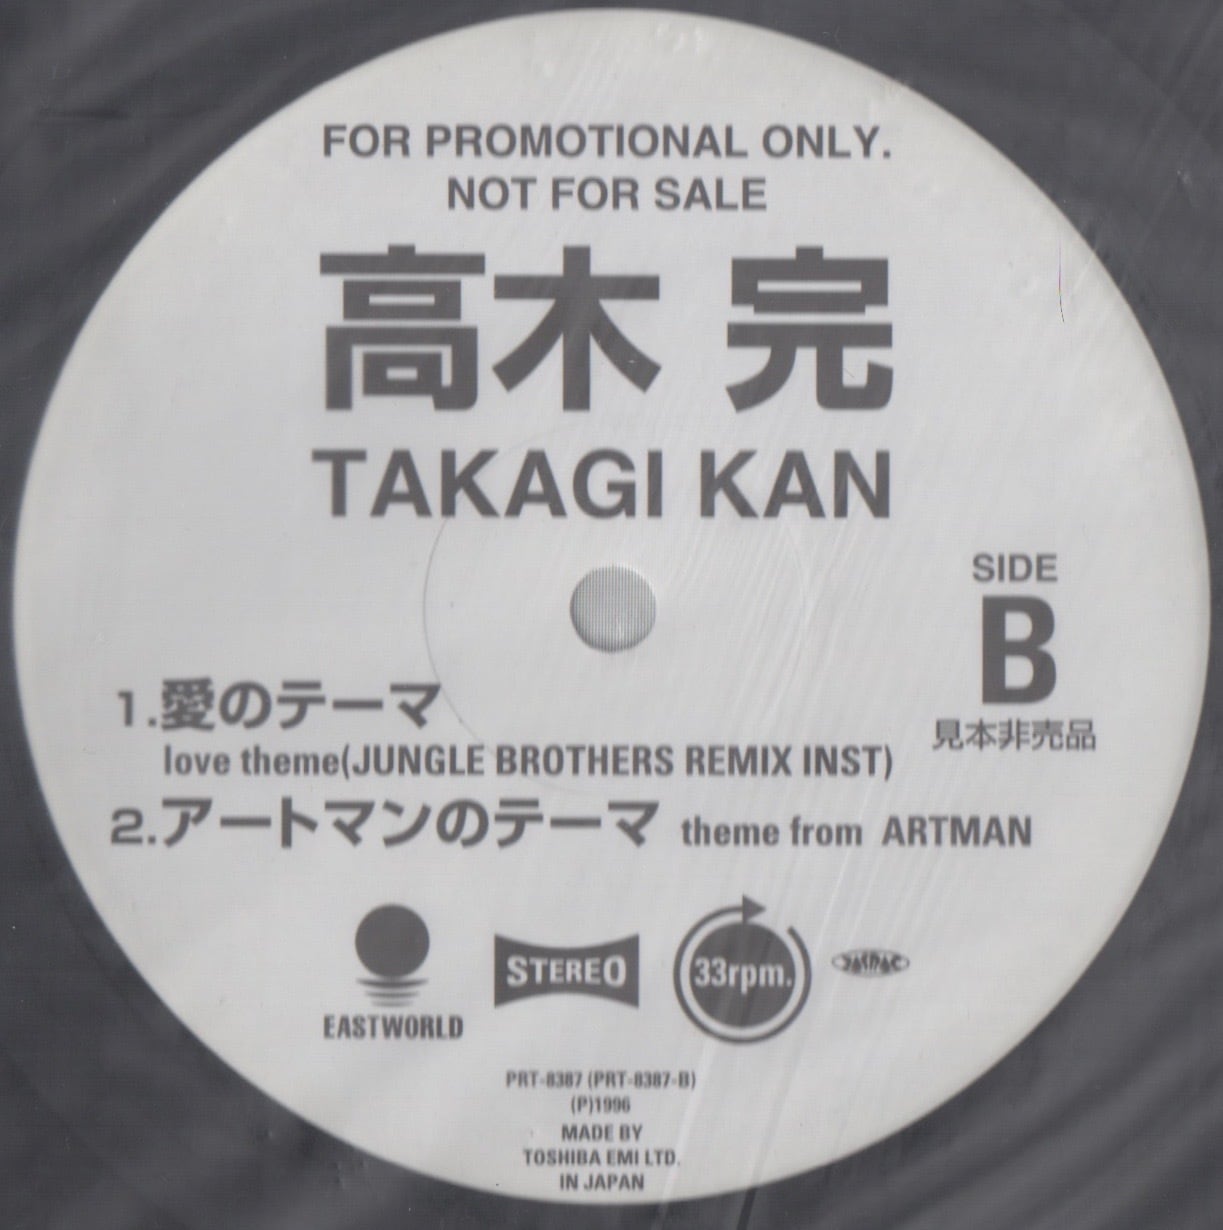 FOR PROMOTIONAL ONLY.
NOT FOR SALE
高木 完
TAKAGI KAN
SIDE
B
見本非売品
1.愛のテーマ
love theme(JUNGLE BROTHERS REMIX INST)
2.アートマンのテーマ theme from ARTMAN
EASTWORLD
STEREO
33rpm.
JASRAC
PRT-8387 (PRT-8387-B)
(P)1996
MADE BY
TOSHIBA EMI LTD.
IN JAPAN